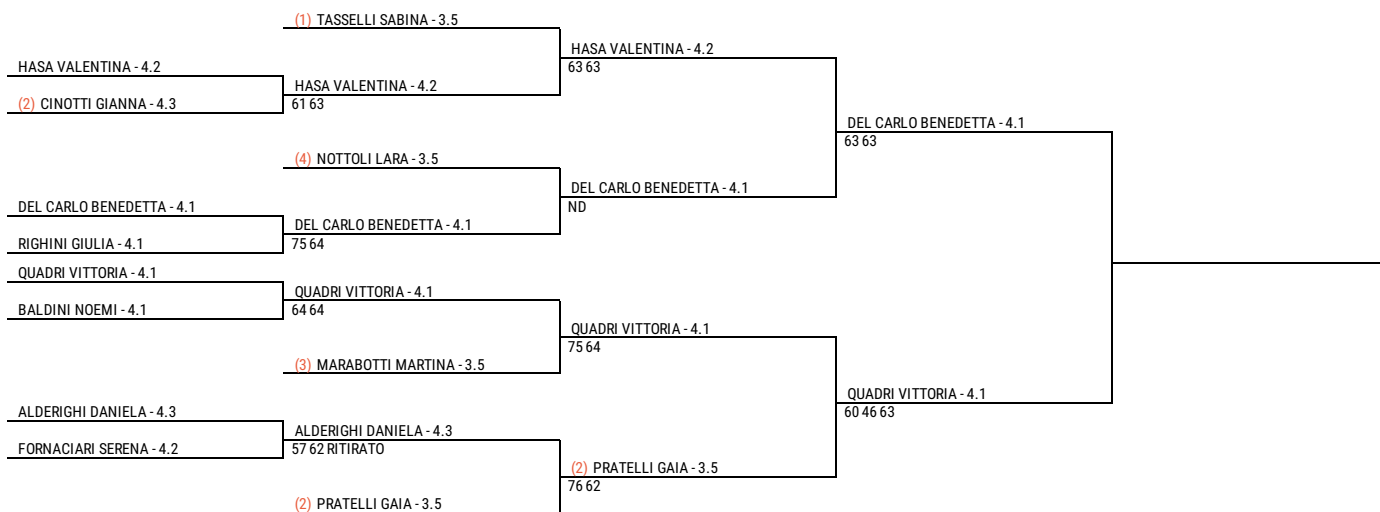 (1) TASSELLI SABINA - 3.5
HASA VALENTINA - 4.2
63 63
HASA VALENTINA - 4.2
HASA VALENTINA - 4.2
61 63
(2) CINOTTI GIANNA - 4.3
DEL CARLO BENEDETTA - 4.1
63 63
(4) NOTTOLI LARA - 3.5
DEL CARLO BENEDETTA - 4.1
ND
DEL CARLO BENEDETTA - 4.1
DEL CARLO BENEDETTA - 4.1
75 64
RIGHINI GIULIA - 4.1
QUADRI VITTORIA - 4.1
QUADRI VITTORIA - 4.1
64 64
BALDINI NOEMI - 4.1
QUADRI VITTORIA - 4.1
75 64
(3) MARABOTTI MARTINA - 3.5
QUADRI VITTORIA - 4.1
60 46 63
ALDERIGHI DANIELA - 4.3
ALDERIGHI DANIELA - 4.3
57 62 RITIRATO
FORNACIARI SERENA - 4.2
(2) PRATELLI GAIA - 3.5
76 62
(2) PRATELLI GAIA - 3.5